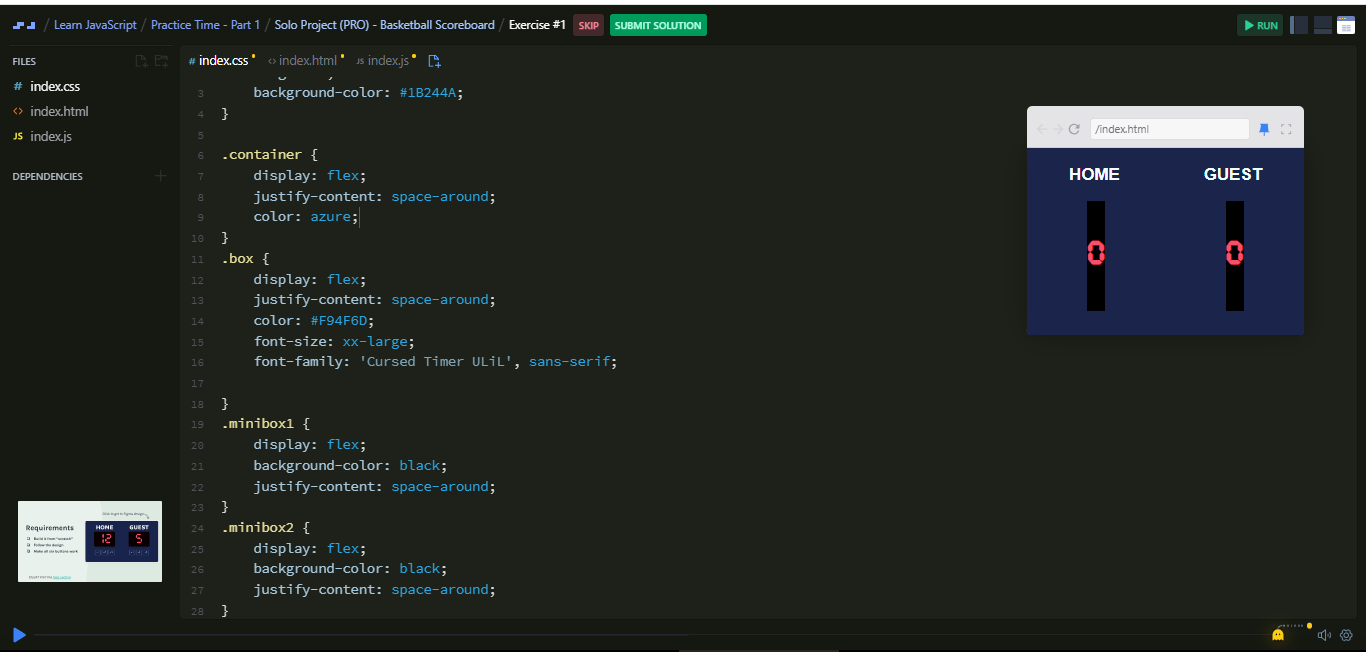 / Learn JavaScript / Practice Time - Part 1 / Solo Project (PRO) - Basketball Scoreboard / Exercise #1 SKIP SUBMIT SOLUTION RUN
FILES
# index.css
<> index.html
JS index.js
DEPENDENCIES
# index.css <> index.html JS index.js
3 background-color: #1B244A;
4 }
5
6 .container {
7 display: flex;
8 justify-content: space-around;
9 color: azure;
10 }
11 .box {
12 display: flex;
13 justify-content: space-around;
14 color: #F94F6D;
15 font-size: xx-large;
16 font-family: 'Cursed Timer ULiL', sans-serif;
17
18 }
19 .minibox1 {
20 display: flex;
21 background-color: black;
22 justify-content: space-around;
23 }
24 .minibox2 {
25 display: flex;
26 background-color: black;
27 justify-content: space-around;
28 }
/index.html
HOME GUEST
0 0
Requirements
Build it from "scratch"
Follow the design
Make all six buttons work
HOME GUEST
12 5